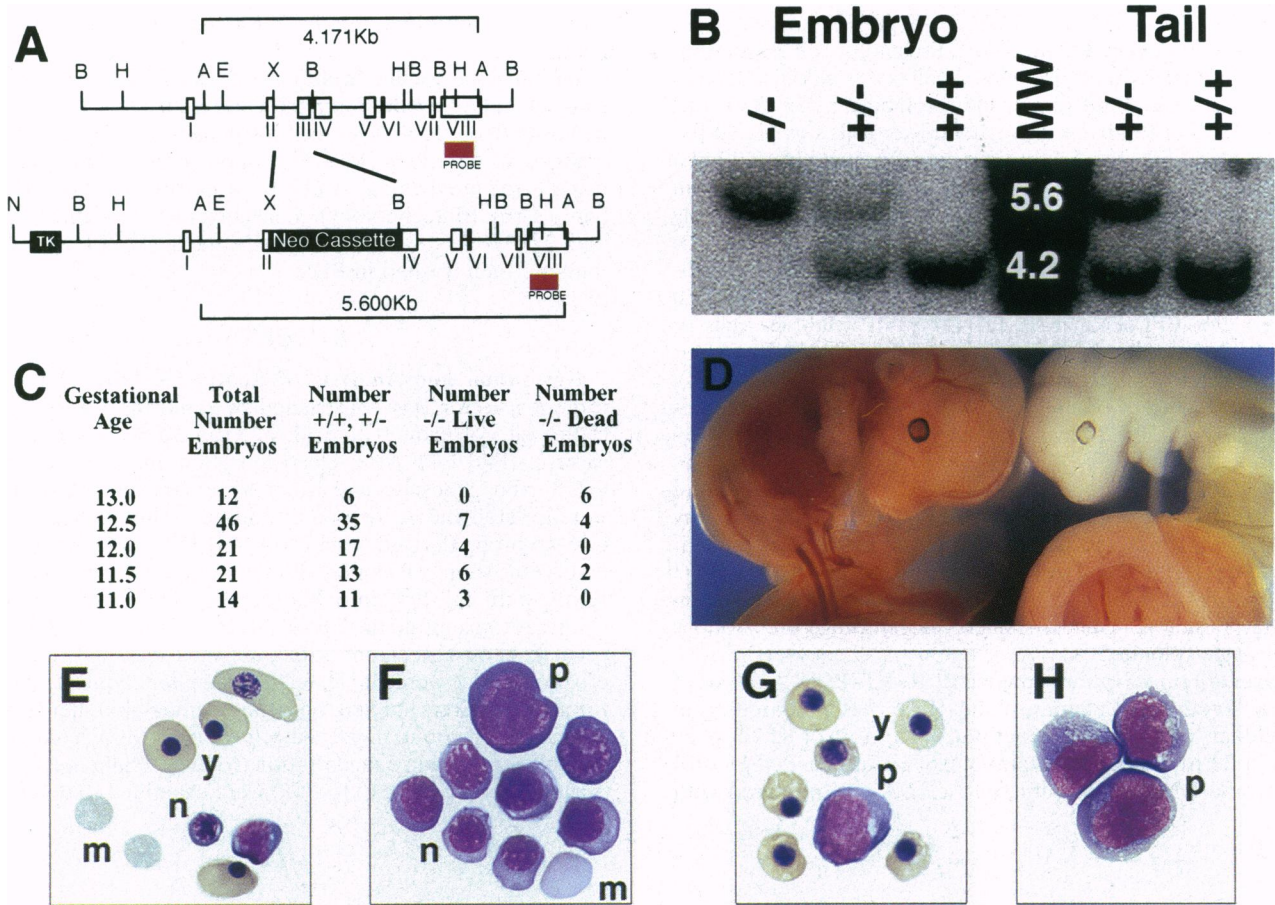 A
4.171Kb
B H A E X B H B B H A B
I II III IV V VI VII VIII
PROBE
N B H A E X B H B B H A B
TK Neo Cassette
I II IV V VI VII VIII
PROBE
5.600Kb
B Embryo Tail
-/- +/- +/+ MW +/- +/+
5.6
4.2
C
Gestational Total Number Number Number
Age Number +/+, +/- -/- Live -/- Dead
Embryos Embryos Embryos Embryos
13.0 12 6 0 6
12.5 46 35 7 4
12.0 21 17 4 0
11.5 21 13 6 2
11.0 14 11 3 0
D
E
y
n
m
F
p
n
m
G
y
p
H
p